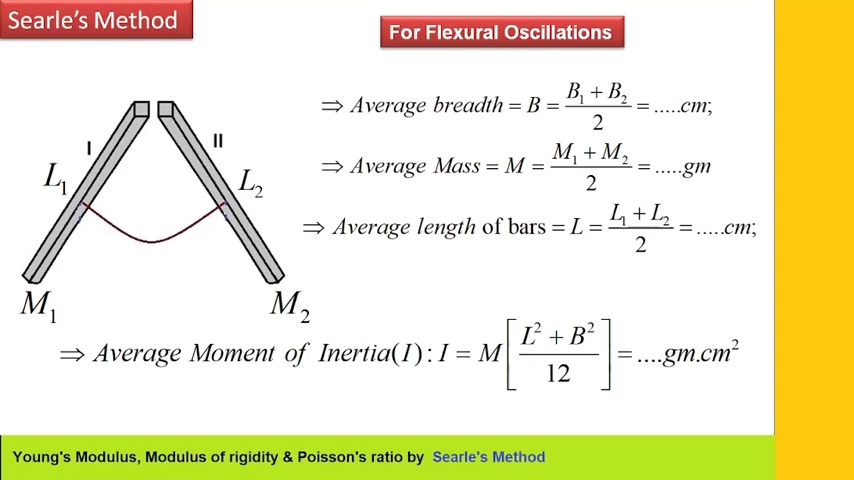 Searle's Method
For Flexural Oscillations
⇒ Average breadth = B = (B₁ + B₂)/2 = .....cm;
⇒ Average Mass = M = (M₁ + M₂)/2 = .....gm
⇒ Average length of bars = L = (L₁ + L₂)/2 = .....cm;
I II
L₁ L₂
M₁ M₂
⇒ Average Moment of Inertia(I) : I = M[(L² + B²)/12] = ....gm.cm²
Young's Modulus, Modulus of rigidity & Poisson's ratio by Searle's Method